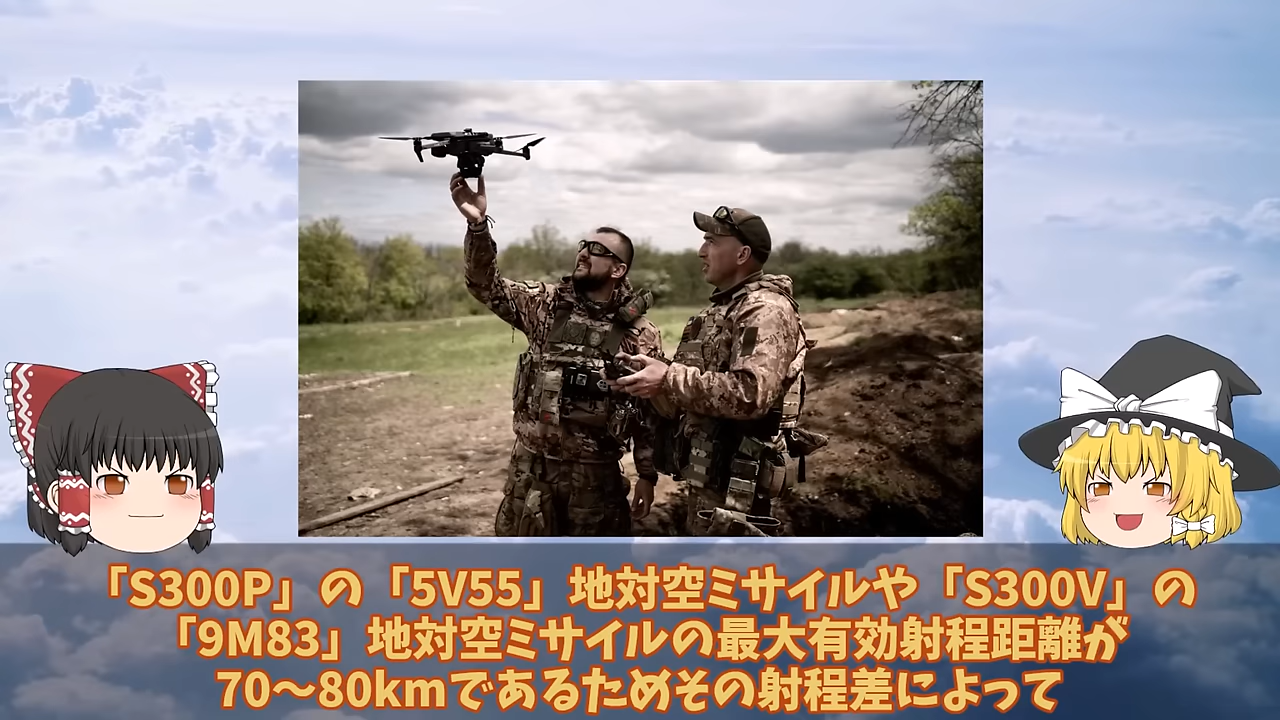 「S300P」の「5V55」地対空ミサイルや「S300V」の
「9M83」地対空ミサイルの最大有効射程距離が
70～80kmであるためその射程差によって